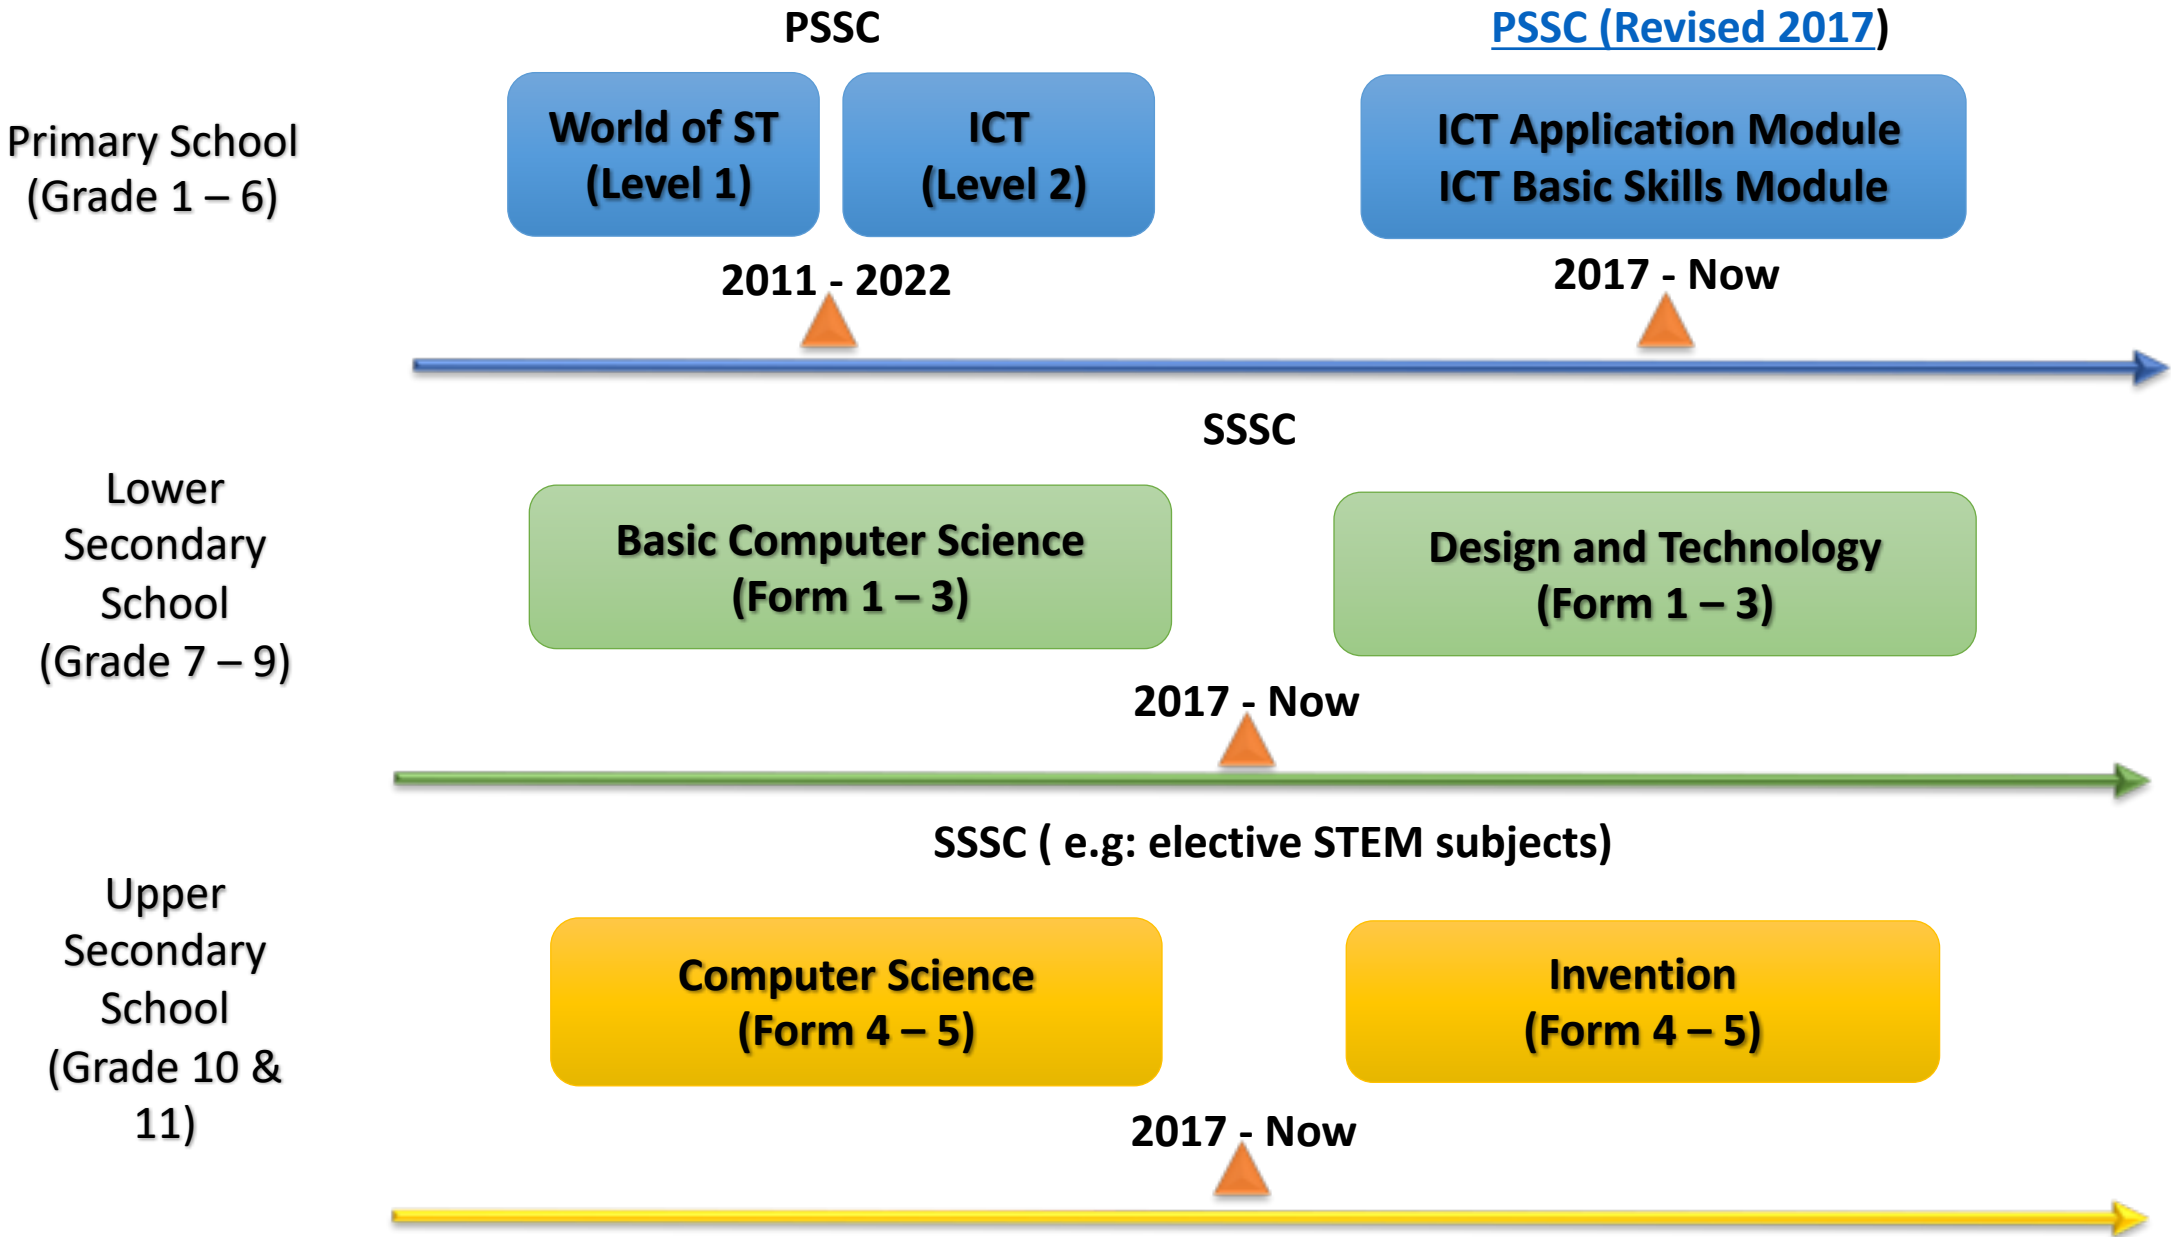 PSSC
PSSC (Revised 2017)
Primary School
(Grade 1 – 6)
World of ST
(Level 1)
ICT
(Level 2)
ICT Application Module
ICT Basic Skills Module
2011 - 2022
2017 - Now
SSSC
Lower
Secondary
School
(Grade 7 – 9)
Basic Computer Science
(Form 1 – 3)
Design and Technology
(Form 1 – 3)
2017 - Now
SSSC ( e.g: elective STEM subjects)
Upper
Secondary
School
(Grade 10 &
11)
Computer Science
(Form 4 – 5)
Invention
(Form 4 – 5)
2017 - Now